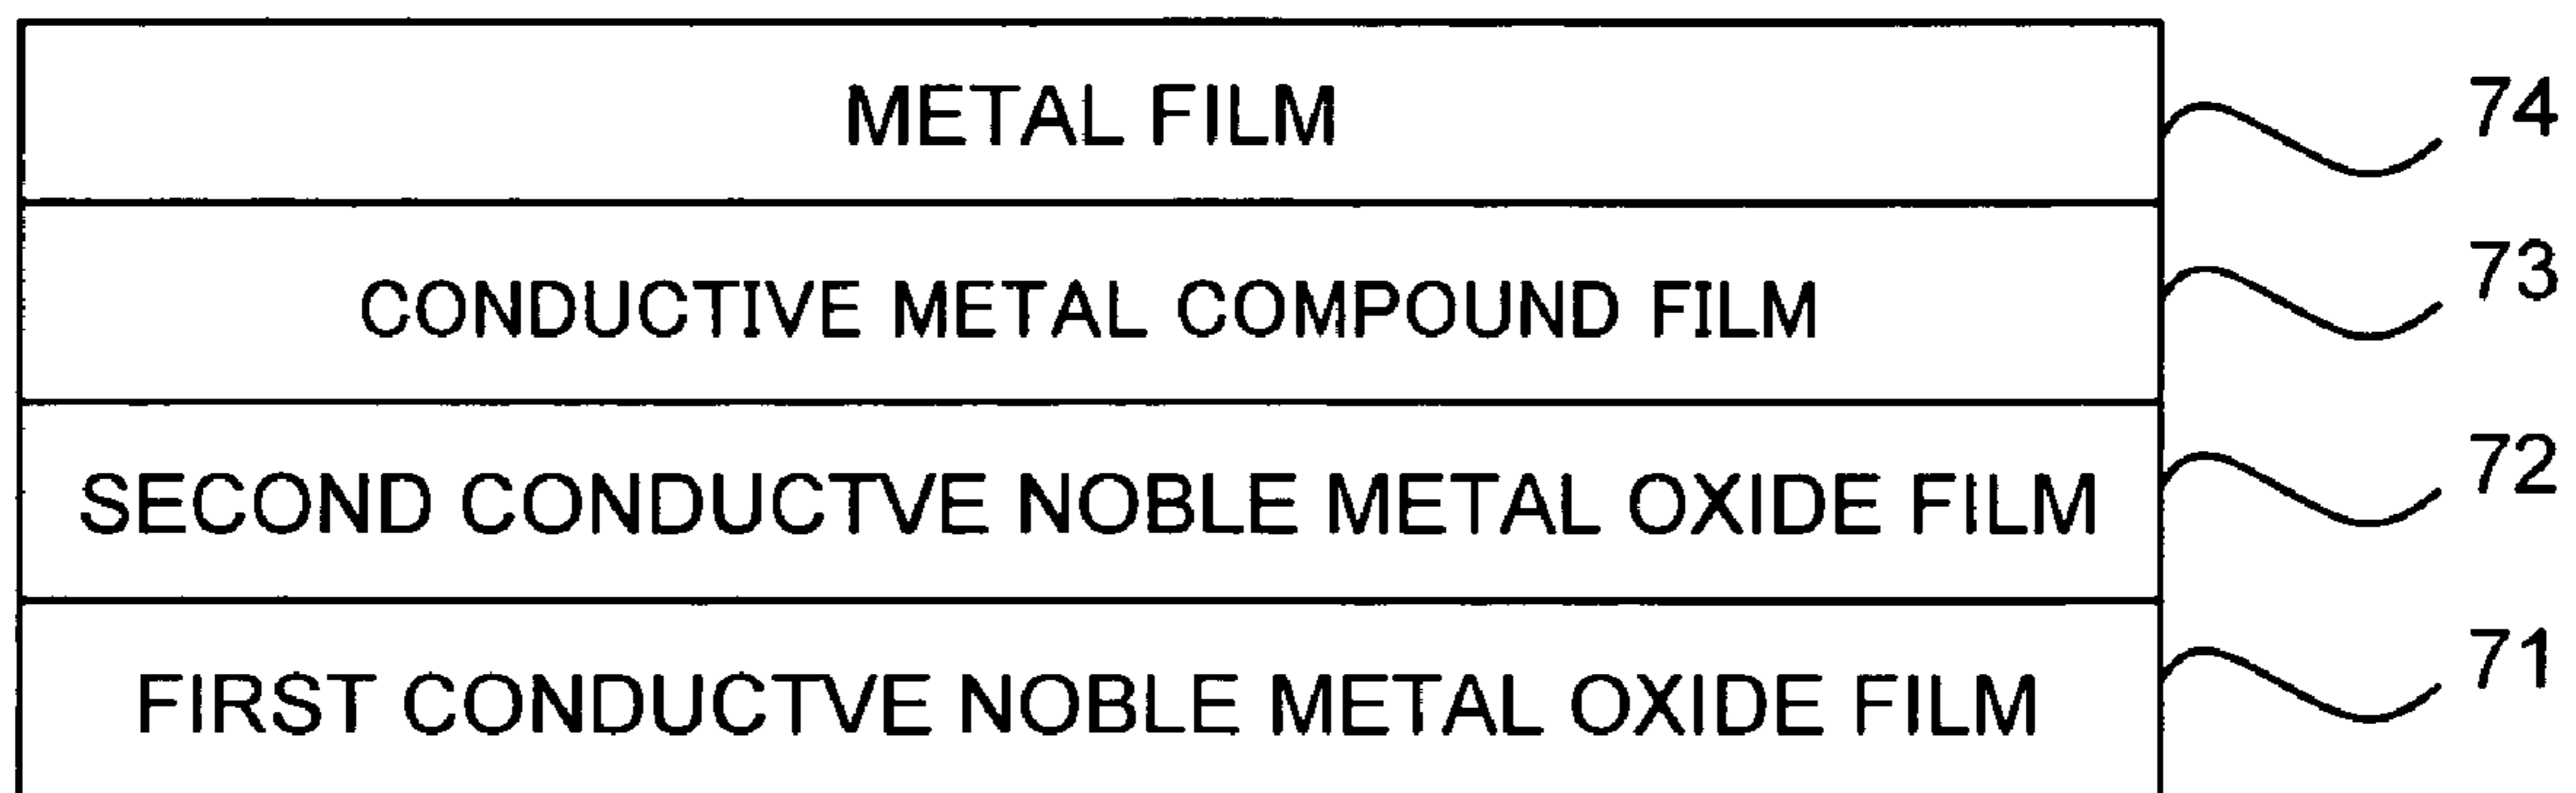 METAL FILM 74
CONDUCTIVE METAL COMPOUND FILM 73
SECOND CONDUCTVE NOBLE METAL OXIDE FILM 72
FIRST CONDUCTVE NOBLE METAL OXIDE FILM 71